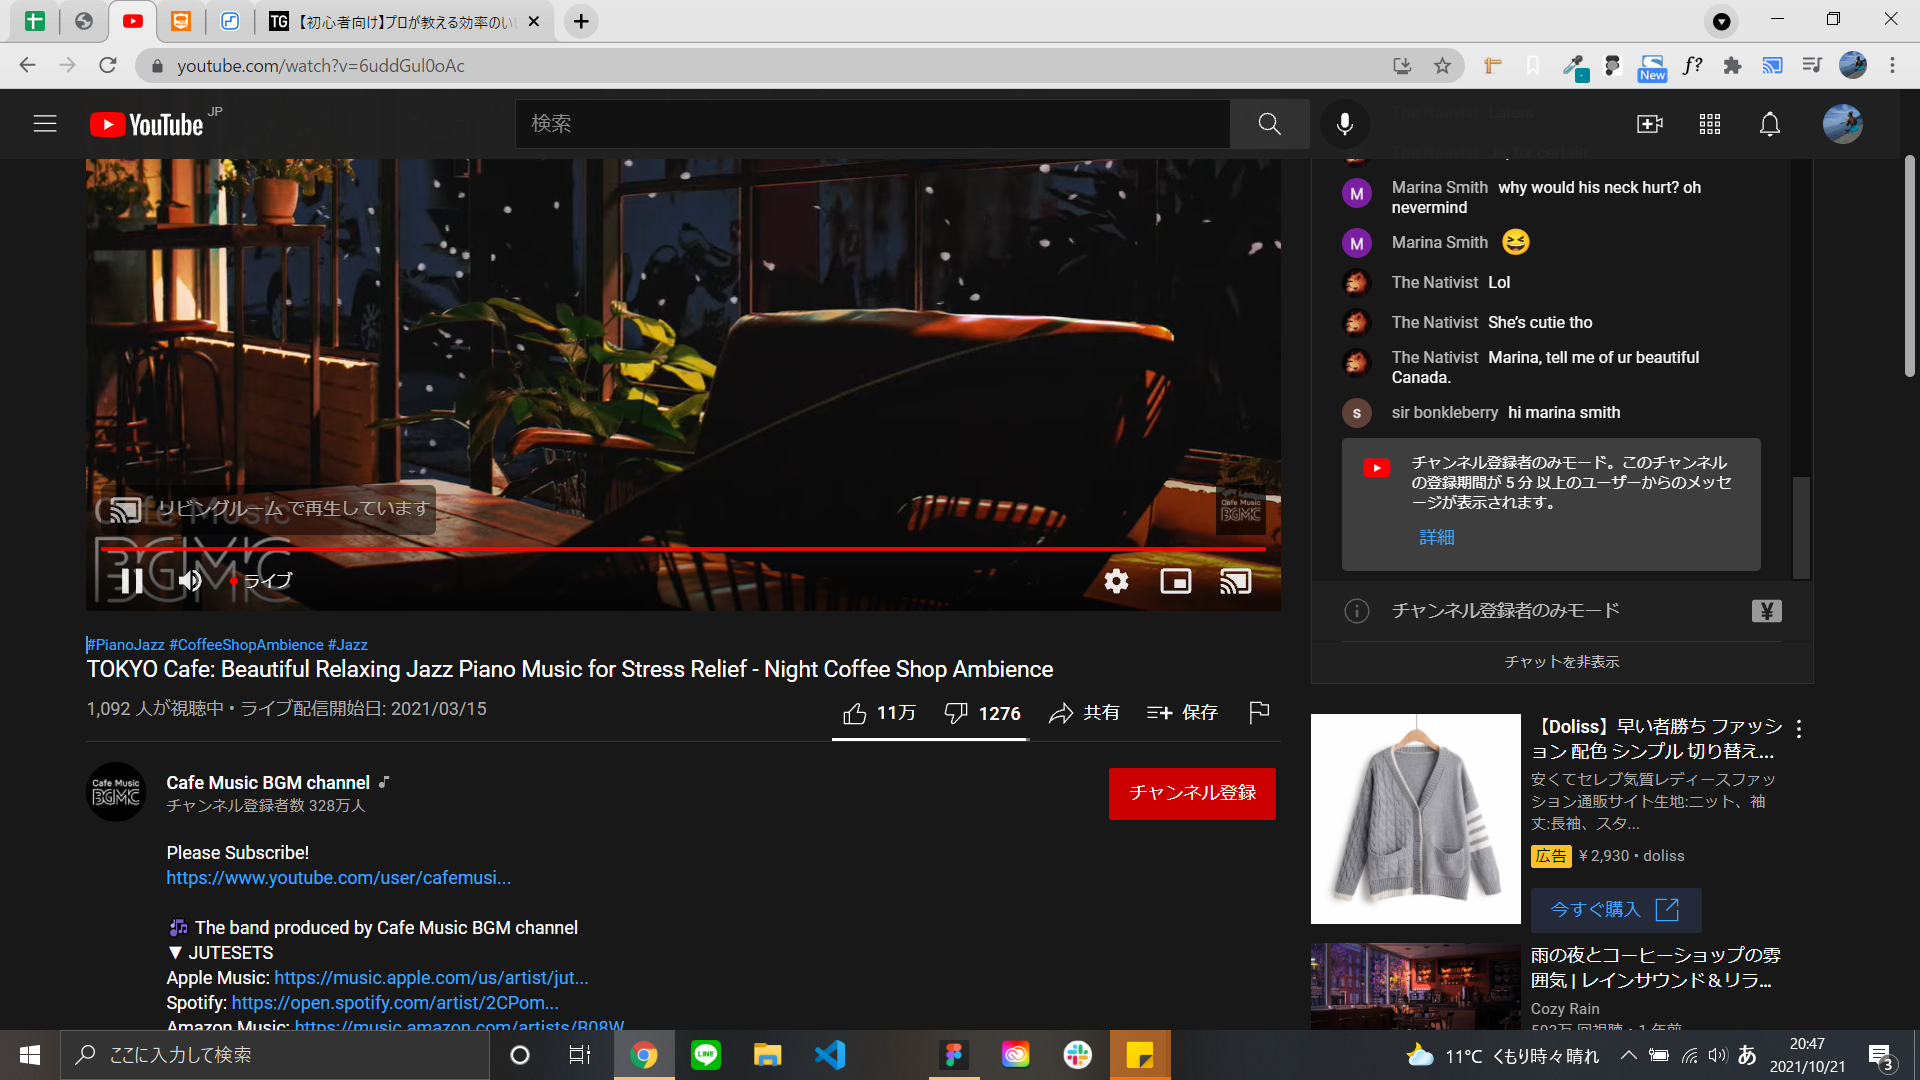 【初心者向け】プロが教える効率のい
youtube.com/watch?v=6uddGul0oAc
New
YouTube JP
検索
Marina Smith why would his neck hurt? oh
nevermind
Marina Smith 😆
The Nativist Lol
The Nativist She's cutie tho
The Nativist Marina, tell me of ur beautiful
Canada.
sir bonkleberry hi marina smith
チャンネル登録者のみモード。このチャンネル
の登録期間が 5 分 以上のユーザーからのメッセ
ージが表示されます。
詳細
チャンネル登録者のみモード
チャットを非表示
リビングルーム で再生しています
Cafe Music
BGMC
Cafe Music
BGMC
ライブ
#PianoJazz #CoffeeShopAmbience #Jazz
TOKYO Cafe: Beautiful Relaxing Jazz Piano Music for Stress Relief - Night Coffee Shop Ambience
1,092 人が視聴中 • ライブ配信開始日: 2021/03/15
11万 1276 共有 保存
Cafe Music
BGMC
Cafe Music BGM channel
チャンネル登録者数 328万人
チャンネル登録
Please Subscribe!
https://www.youtube.com/user/cafemusi...
🎶 The band produced by Cafe Music BGM channel
▼ JUTESETS
Apple Music: https://music.apple.com/us/artist/jut...
Spotify: https://open.spotify.com/artist/2CPom...
Amazon Music: https://music.amazon.com/artists/B08W
【Doliss】早い者勝ち ファッシ
ョン 配色 シンプル 切り替え...
安くてセレブ気質レディースファッ
ション通販サイト生地:ニット、袖
丈:長袖、スタ...
広告 ¥ 2,930 • doliss
今すぐ購入
雨の夜とコーヒーショップの雰
囲気 | レインサウンド＆リラ...
Cozy Rain
ここに入力して検索
11°C くもり時々晴れ
あ
20:47
2021/10/21
3